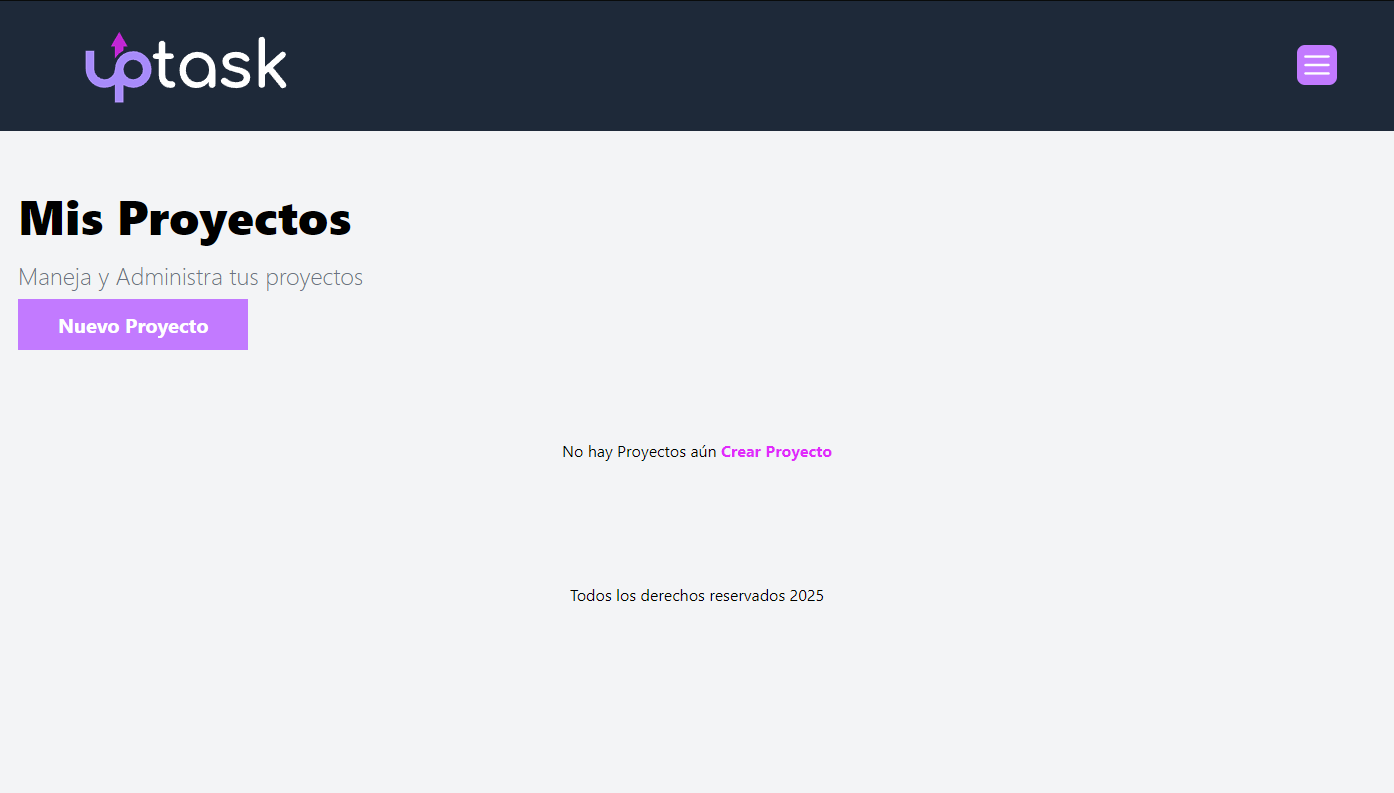 uptask
Mis Proyectos
Maneja y Administra tus proyectos
Nuevo Proyecto
No hay Proyectos aún Crear Proyecto
Todos los derechos reservados 2025